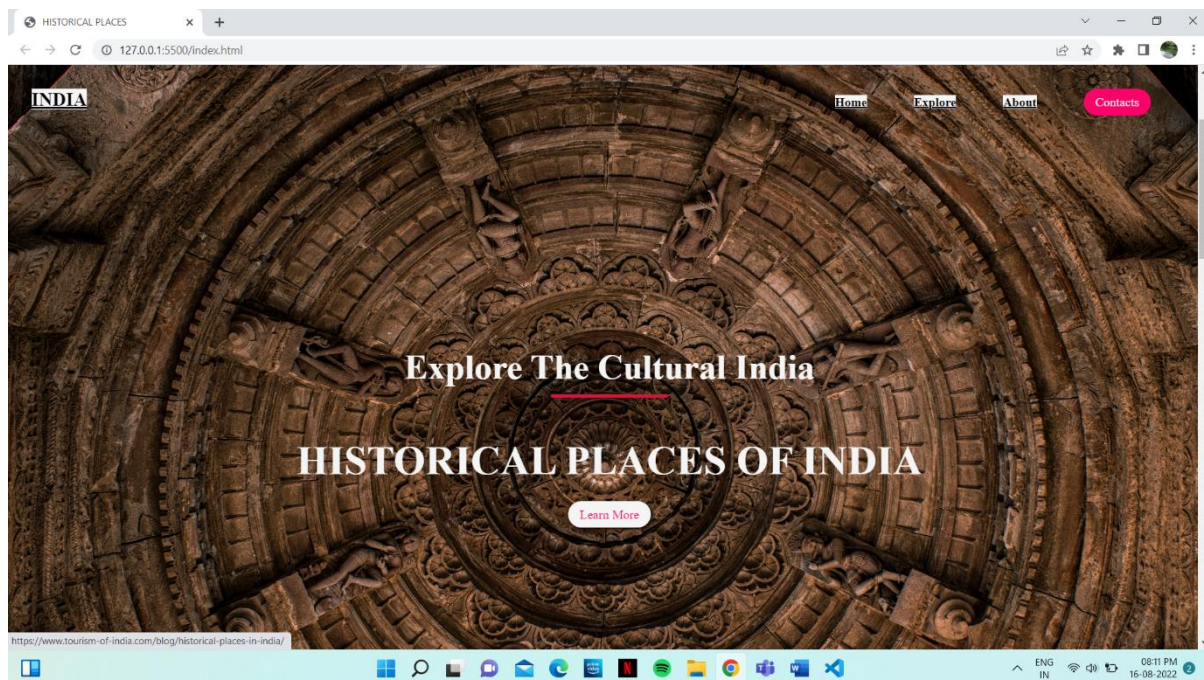 HISTORICAL PLACES
127.0.0.1:5500/index.html
INDIA
Home Explore About Contacts
Explore The Cultural India
HISTORICAL PLACES OF INDIA
Learn More
https://www.tourism-of-india.com/blog/historical-places-in-india/
ENG
IN
08:11 PM
16-08-2022
2